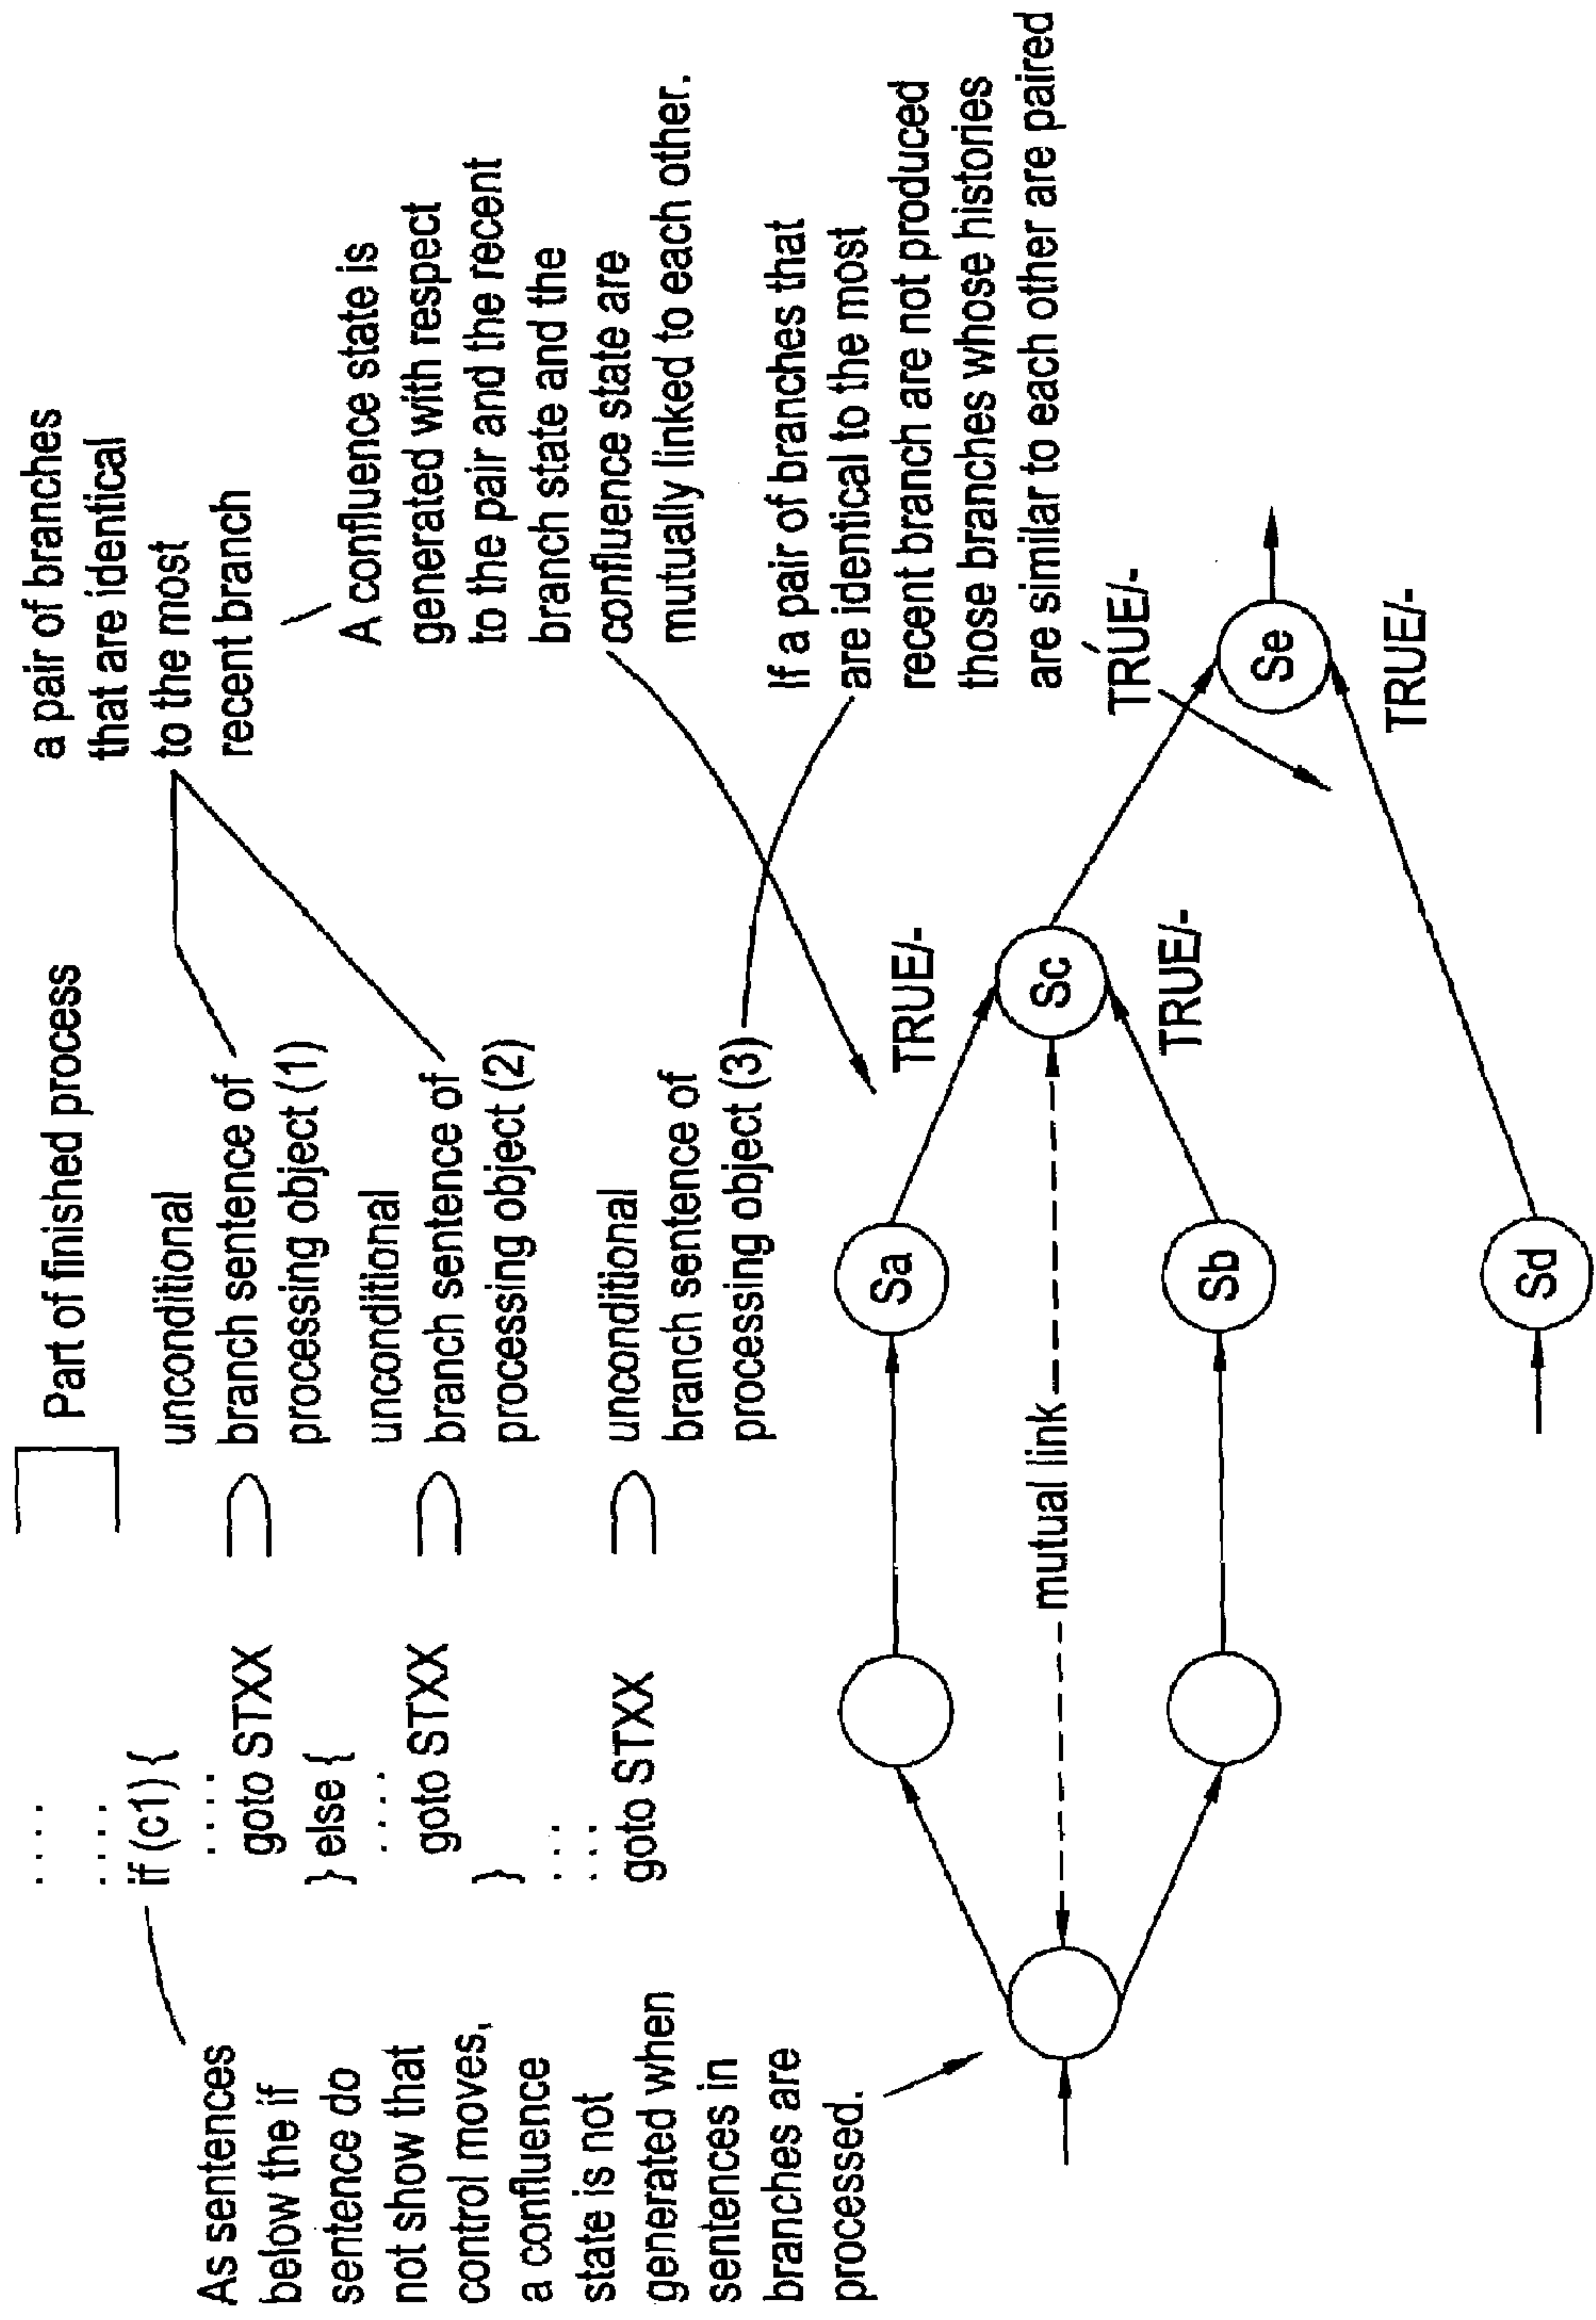 As sentences
below the if
sentence do
not show that
control moves,
a confluence
state is not
generated when
sentences in
branches are
processed.
. . . .
. . . .
if (c1) {
. . . .
goto STXX
} else {
. . . .
goto STXX
}
. . .
. . .
goto STXX
Part of finished process
unconditional
branch sentence of
processing object (1)
unconditional
branch sentence of
processing object (2)
unconditional
branch sentence of
processing object (3)
a pair of branches
that are identical
to the most
recent branch
A confluence state is
generated with respect
to the pair and the recent
branch state and the
confluence state are
mutually linked to each other.
If a pair of branches that
are identical to the most
recent branch are not produced
those branches whose histories
are similar to each other are paired
mutual link
Sa
Sb
Sd
TRUE/-
Sc
TRUE/-
TRUE/-
Se
TRUE/-